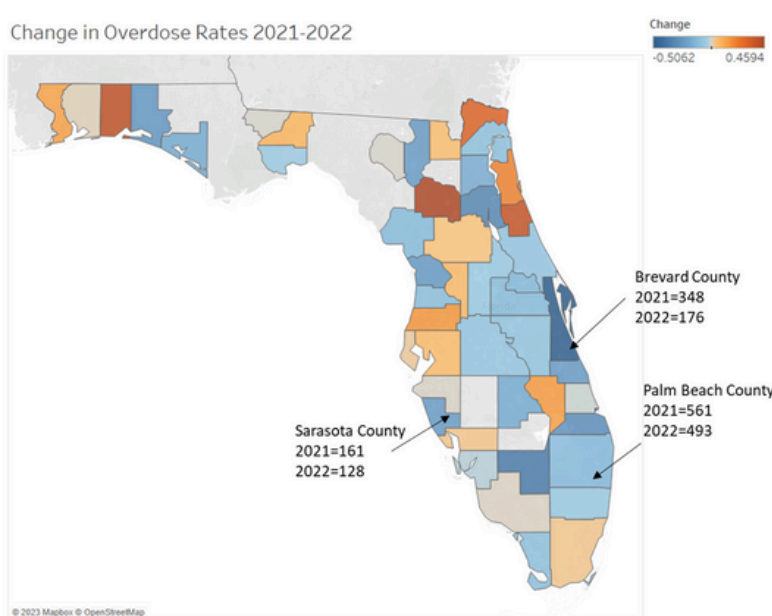 Change in Overdose Rates 2021-2022
Change
-0.5062 0.4594
Brevard County
2021=348
2022=176
Palm Beach County
2021=561
2022=493
Sarasota County
2021=161
2022=128
© 2023 Mapbox © OpenStreetMap